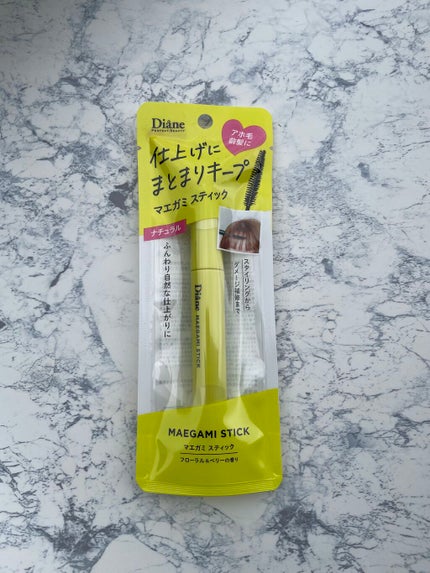 Diane
PERFECT BEAUTY
アホ毛
前髪に
仕上げに
まとまりキープ
マエガミ スティック
ナチュラル
ふんわり自然な仕上がりに
スタイリングから
ダメージ補修まで
Diane
MAEGAMI STICK
MAEGAMI STICK
マエガミ スティック
フローラル&ベリーの香り